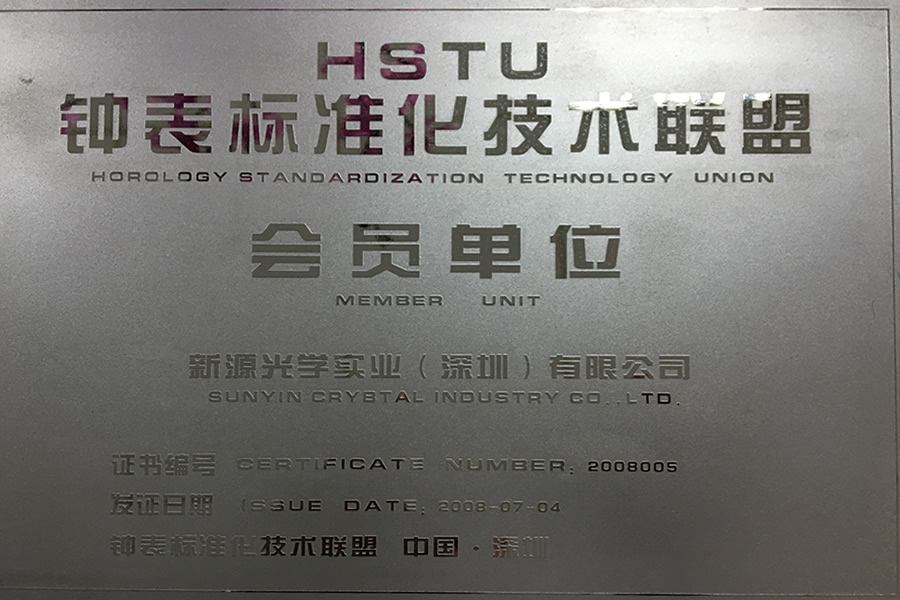 HSTU
钟表标准化技术联盟
HOROLOGY STANDARDIZATION TECHNOLOGY UNION
会员单位
MEMBER UNIT
新源光学实业（深圳）有限公司
SUNYIN CRYBTAL INDUSTRY CO.,LTD.
证书编号 CERTIFICATE NUMBER: 2008005
发证日期 ISSUE DATE: 2008-07-04
钟表标准化技术联盟 中国·深圳